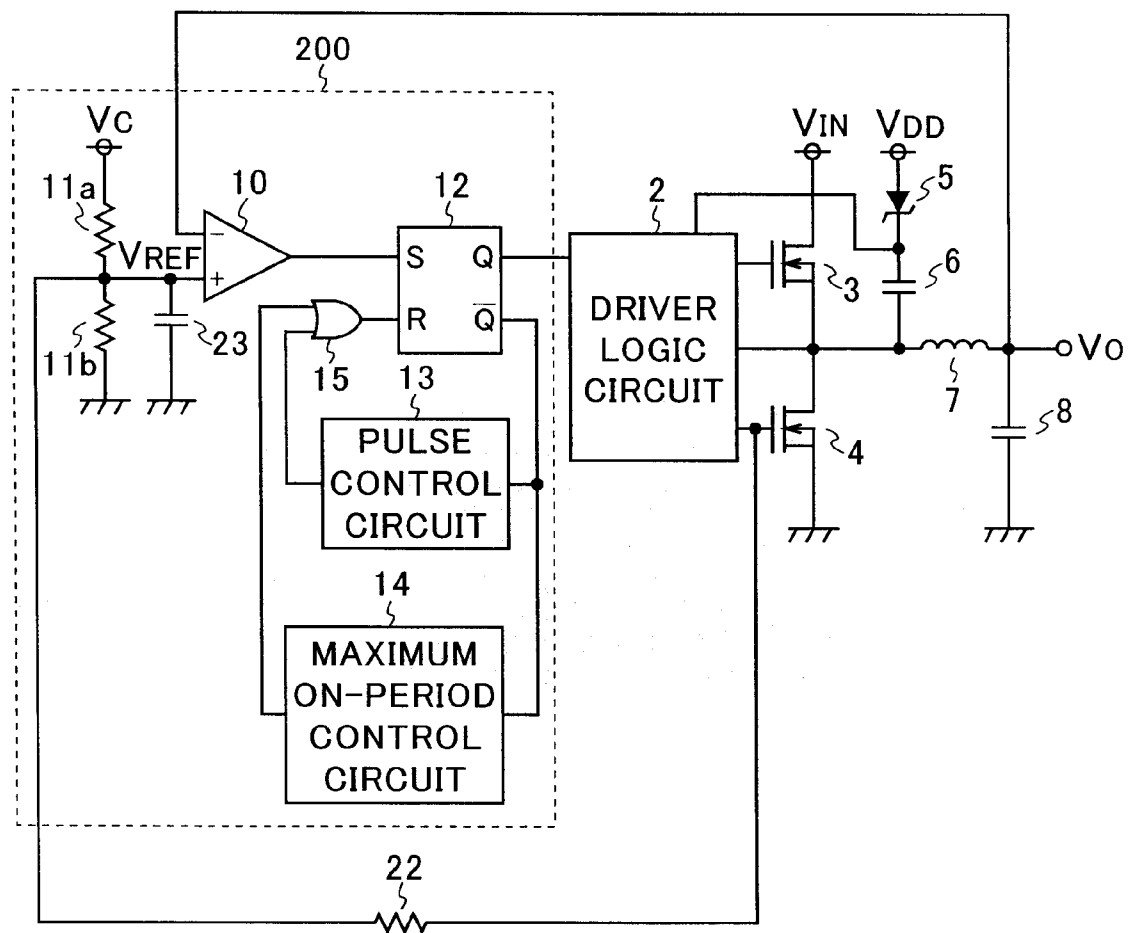 200
VC
VIN
VDD
11a
10
12
2
5
−
S
Q
VREF
+
3
6
DRIVER
LOGIC
CIRCUIT
R
Q̅
11b
23
15
VO
13
7
8
PULSE
CONTROL
CIRCUIT
4
14
MAXIMUM
ON-PERIOD
CONTROL
CIRCUIT
22